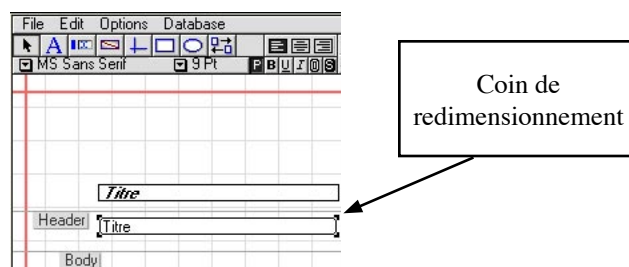 File Edit Options Database
A
MS Sans Serif 9 Pt P B U I O S
Coin de
redimensionnement
Titre
Header Titre
Body